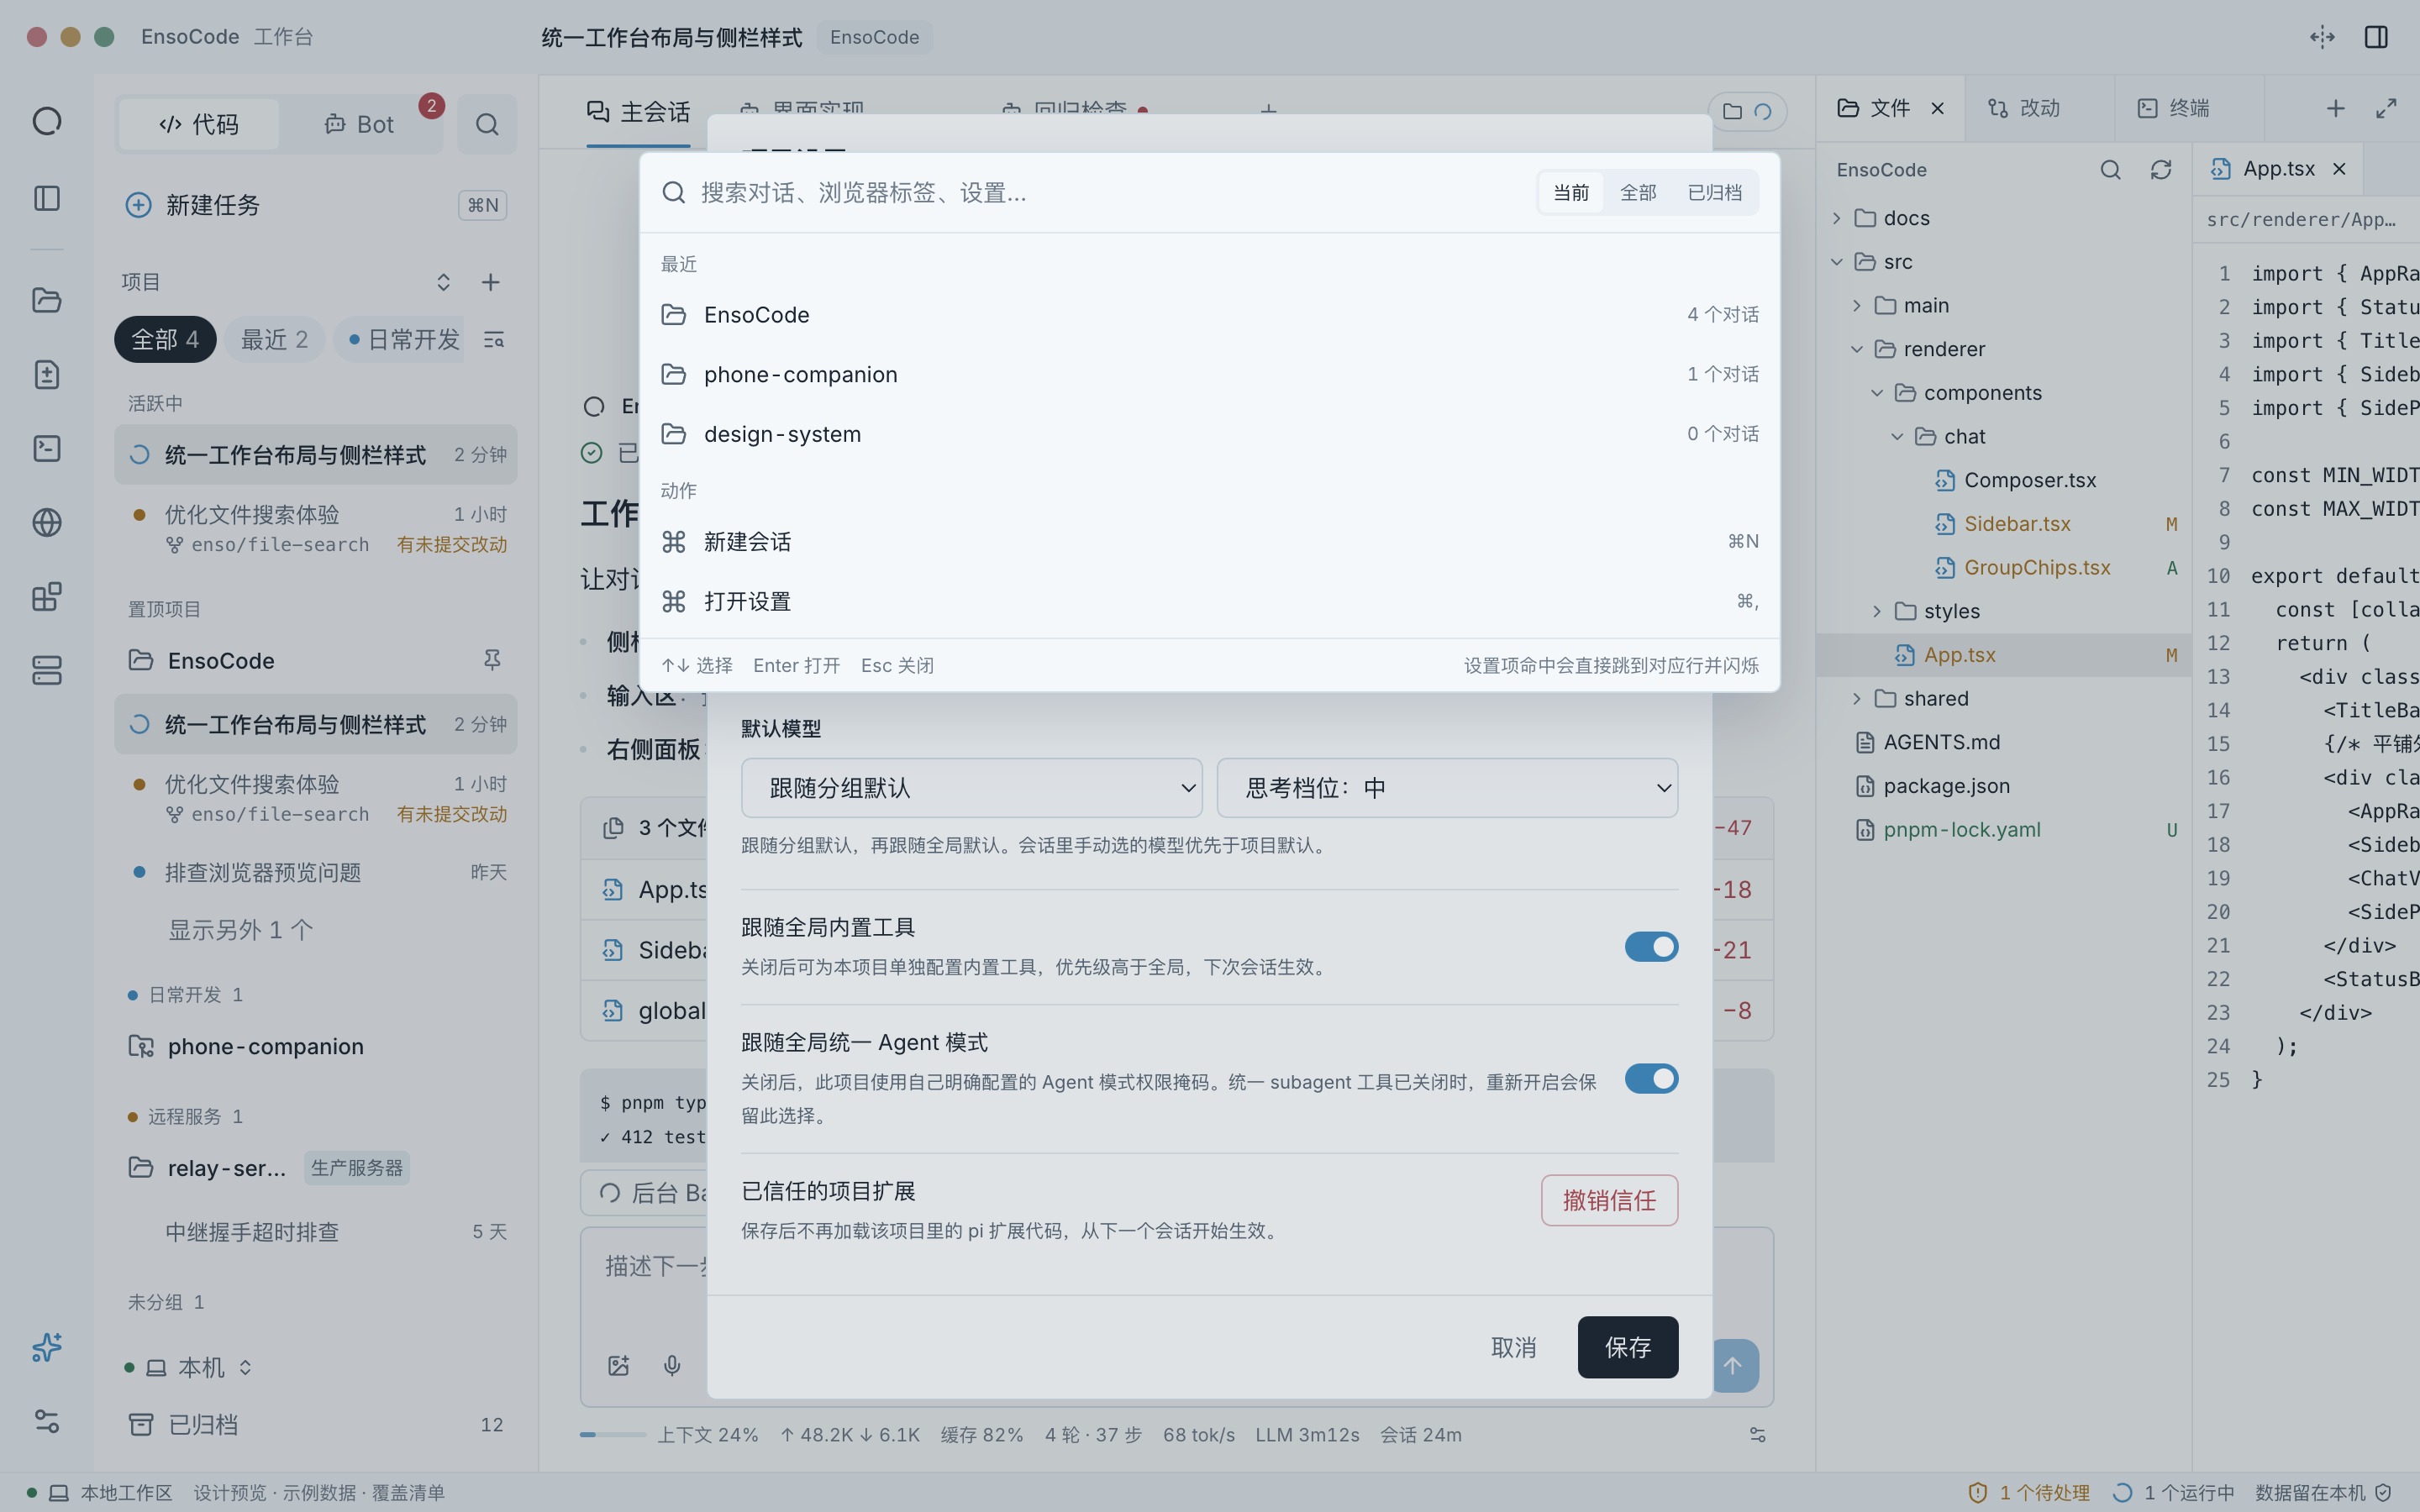 EnsoCode 工作台
统一工作台布局与侧栏样式 EnsoCode
代码
Bot
2
新建任务 ⌘N
项目
全部 4
最近 2
日常开发
活跃中
统一工作台布局与侧栏样式 2 分钟
优化文件搜索体验 1 小时
enso/file-search 有未提交改动
置顶项目
EnsoCode
统一工作台布局与侧栏样式 2 分钟
优化文件搜索体验 1 小时
enso/file-search 有未提交改动
排查浏览器预览问题 昨天
显示另外 1 个
日常开发 1
phone-companion
远程服务 1
relay-ser... 生产服务器
中继握手超时排查 5 天
未分组 1
本机
已归档 12
主会话
界面实现
回归检查
搜索对话、浏览器标签、设置...
当前 全部 已归档
最近
EnsoCode 4 个对话
phone-companion 1 个对话
design-system 0 个对话
动作
新建会话 ⌘N
打开设置 ⌘,
↑↓ 选择 Enter 打开 Esc 关闭
设置项命中会直接跳到对应行并闪烁
工作
让对
侧栏
输入区
右侧面板
3 个文件 −47
App.ts -18
Sideba -21
global −8
$ pnpm typ
✓ 412 test
后台 Ba
描述下一步
默认模型
跟随分组默认
思考档位：中
跟随分组默认，再跟随全局默认。会话里手动选的模型优先于项目默认。
跟随全局内置工具
关闭后可为本项目单独配置内置工具，优先级高于全局，下次会话生效。
跟随全局统一 Agent 模式
关闭后，此项目使用自己明确配置的 Agent 模式权限掩码。统一 subagent 工具已关闭时，重新开启会保
留此选择。
已信任的项目扩展
保存后不再加载该项目里的 pi 扩展代码，从下一个会话开始生效。
撤销信任
取消 保存
上下文 24% ↑ 48.2K ↓ 6.1K 缓存 82% 4 轮 · 37 步 68 tok/s LLM 3m12s 会话 24m
文件 改动 终端
EnsoCode
docs
src
main
renderer
components
chat
Composer.tsx
Sidebar.tsx M
GroupChips.tsx A
styles
App.tsx M
shared
AGENTS.md
package.json
pnpm-lock.yaml U
App.tsx
src/renderer/App…
1 import { AppRa
2 import { Statu
3 import { Title
4 import { Sideb
5 import { SideP
6
7 const MIN_WIDT
8 const MAX_WIDT
9
10 export default
11 const [colla
12 return (
13 <div class
14 <TitleBa
15 {/* 平铺
16 <div cla
17 <AppRa
18 <Sideb
19 <ChatV
20 <SideP
21 </div>
22 <StatusB
23 </div>
24 );
25 }
本地工作区 设计预览 · 示例数据 · 覆盖清单
1 个待处理 1 个运行中 数据留在本机